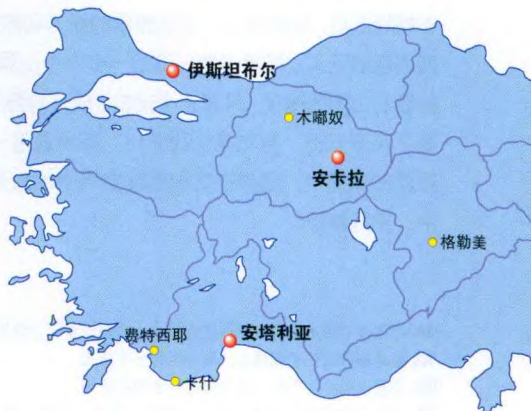 伊斯坦布尔
木嘟奴
安卡拉
格勒美
费特西耶
安塔利亚
卡什